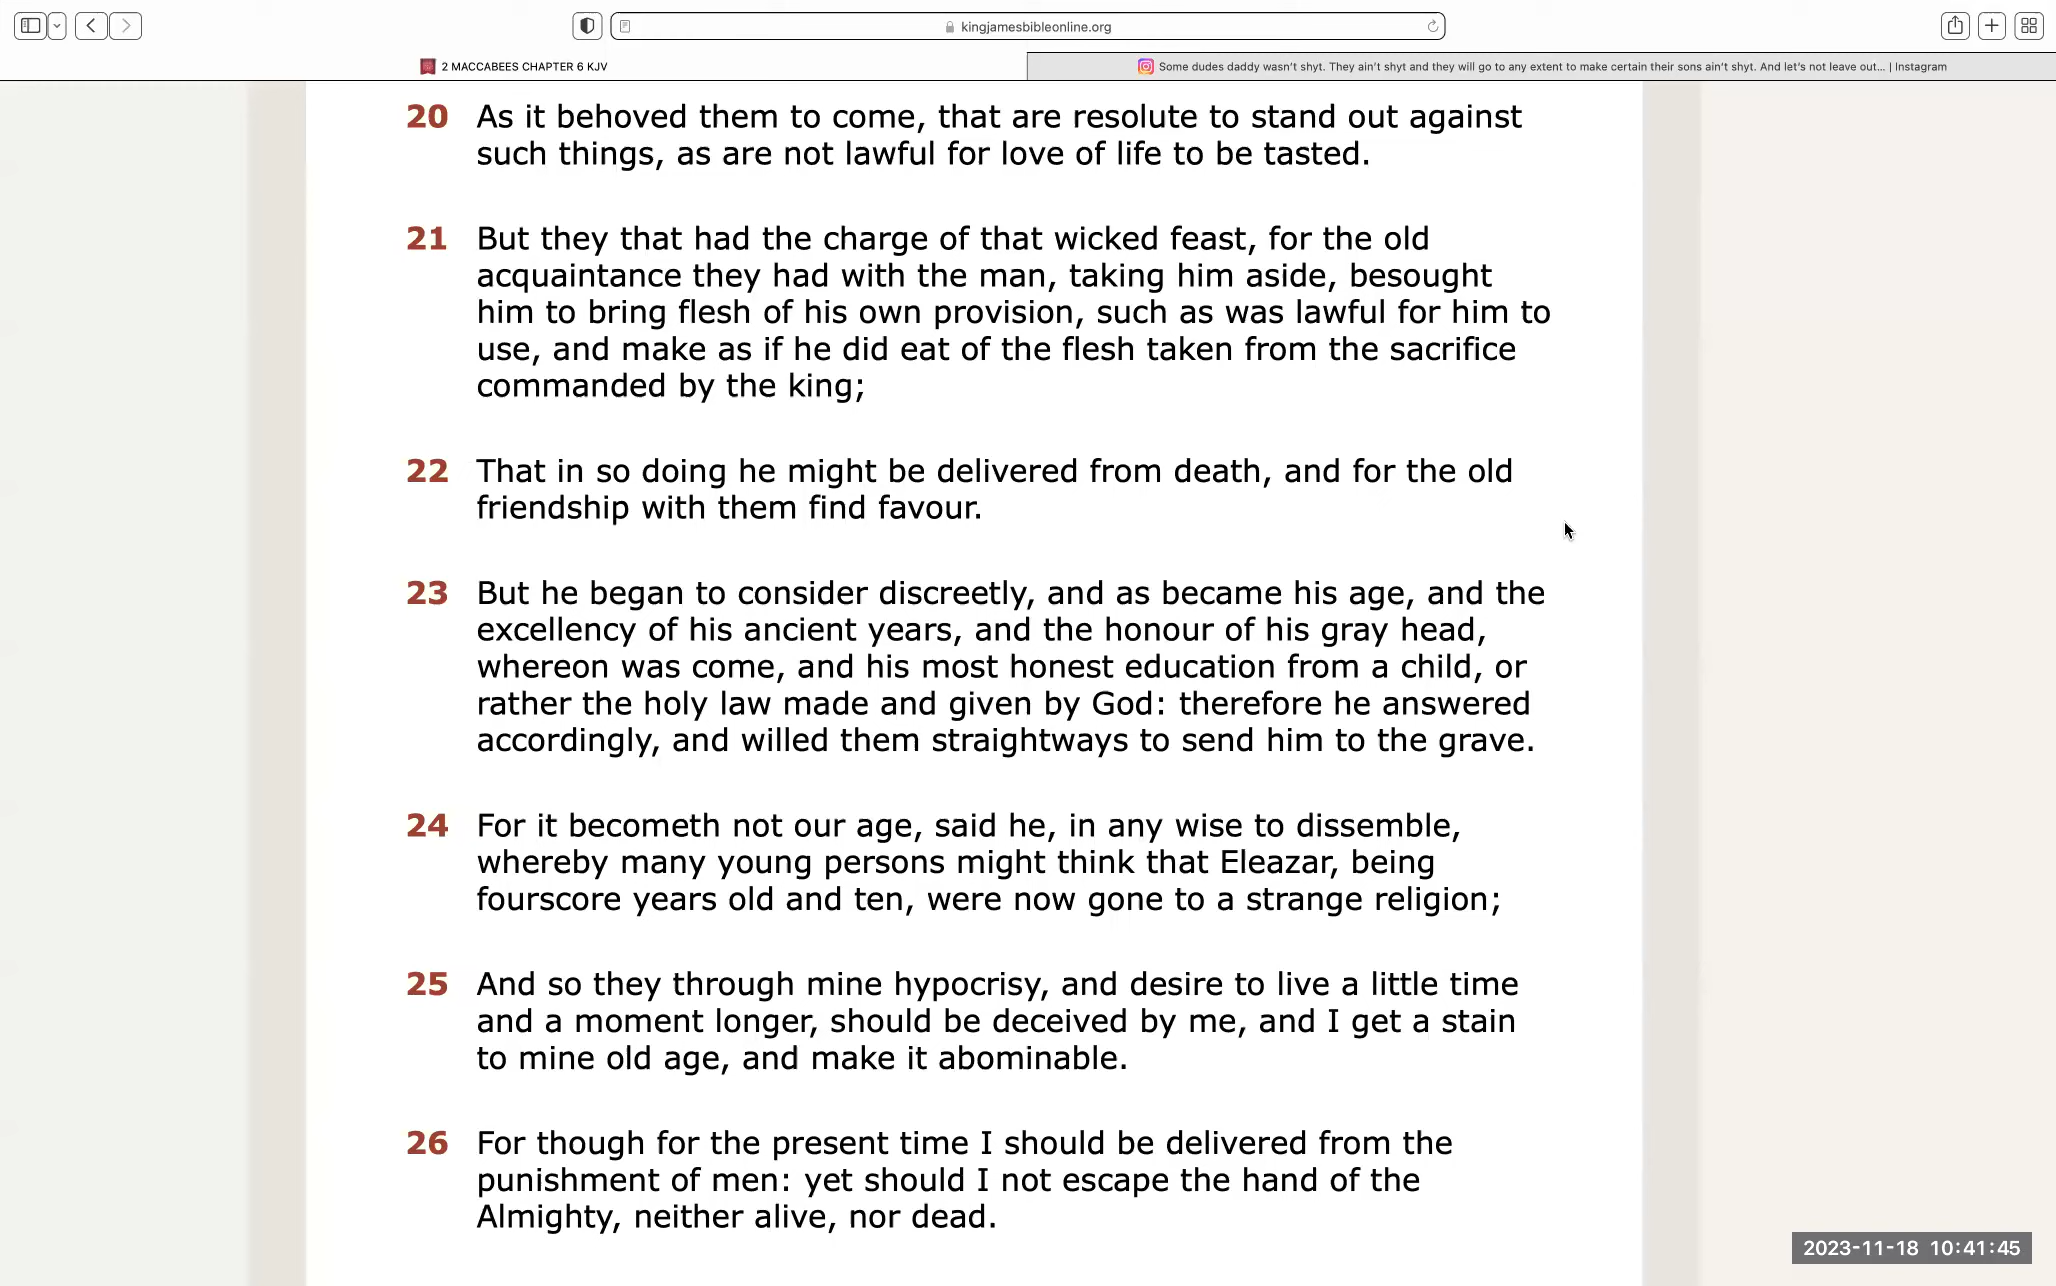 kingjamesbibleonline.org
2 MACCABEES CHAPTER 6 KJV
Some dudes daddy wasn't shyt. They ain't shyt and they will go to any extent to make certain their sons ain't shyt. And let's not leave out... | Instagram
20 As it behoved them to come, that are resolute to stand out against
such things, as are not lawful for love of life to be tasted.
21 But they that had the charge of that wicked feast, for the old
acquaintance they had with the man, taking him aside, besought
him to bring flesh of his own provision, such as was lawful for him to
use, and make as if he did eat of the flesh taken from the sacrifice
commanded by the king;
22 That in so doing he might be delivered from death, and for the old
friendship with them find favour.
23 But he began to consider discreetly, and as became his age, and the
excellency of his ancient years, and the honour of his gray head,
whereon was come, and his most honest education from a child, or
rather the holy law made and given by God: therefore he answered
accordingly, and willed them straightways to send him to the grave.
24 For it becometh not our age, said he, in any wise to dissemble,
whereby many young persons might think that Eleazar, being
fourscore years old and ten, were now gone to a strange religion;
25 And so they through mine hypocrisy, and desire to live a little time
and a moment longer, should be deceived by me, and I get a stain
to mine old age, and make it abominable.
26 For though for the present time I should be delivered from the
punishment of men: yet should I not escape the hand of the
Almighty, neither alive, nor dead.
2023-11-18 10:41:45